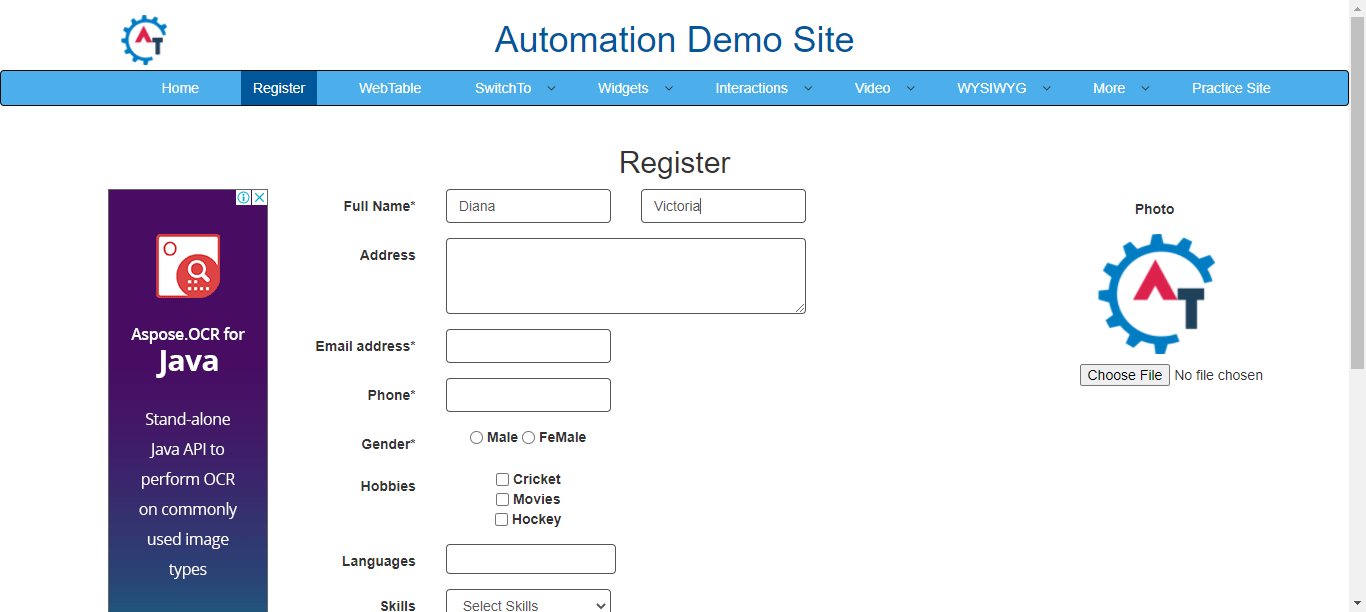 AT
Automation Demo Site
Home Register WebTable SwitchTo Widgets Interactions Video WYSIWYG More Practice Site
Register
Full Name* Diana Victoria
Address
Email address*
Phone*
Gender* Male FeMale
Hobbies
Cricket
Movies
Hockey
Languages
Skills Select Skills
Photo
AT
Choose File No file chosen
Aspose.OCR for
Java
Stand-alone
Java API to
perform OCR
on commonly
used image
types